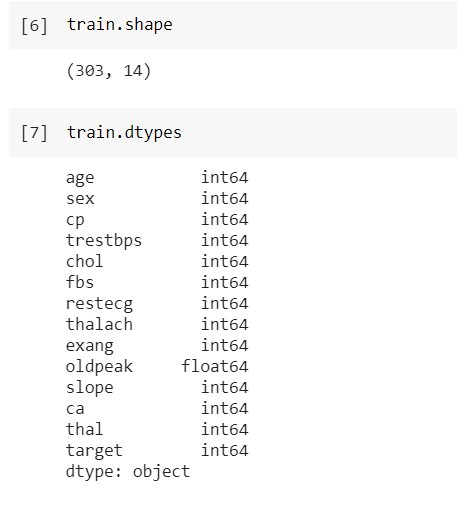 [6] train.shape
(303, 14)
[7] train.dtypes
age int64
sex int64
cp int64
trestbps int64
chol int64
fbs int64
restecg int64
thalach int64
exang int64
oldpeak float64
slope int64
ca int64
thal int64
target int64
dtype: object